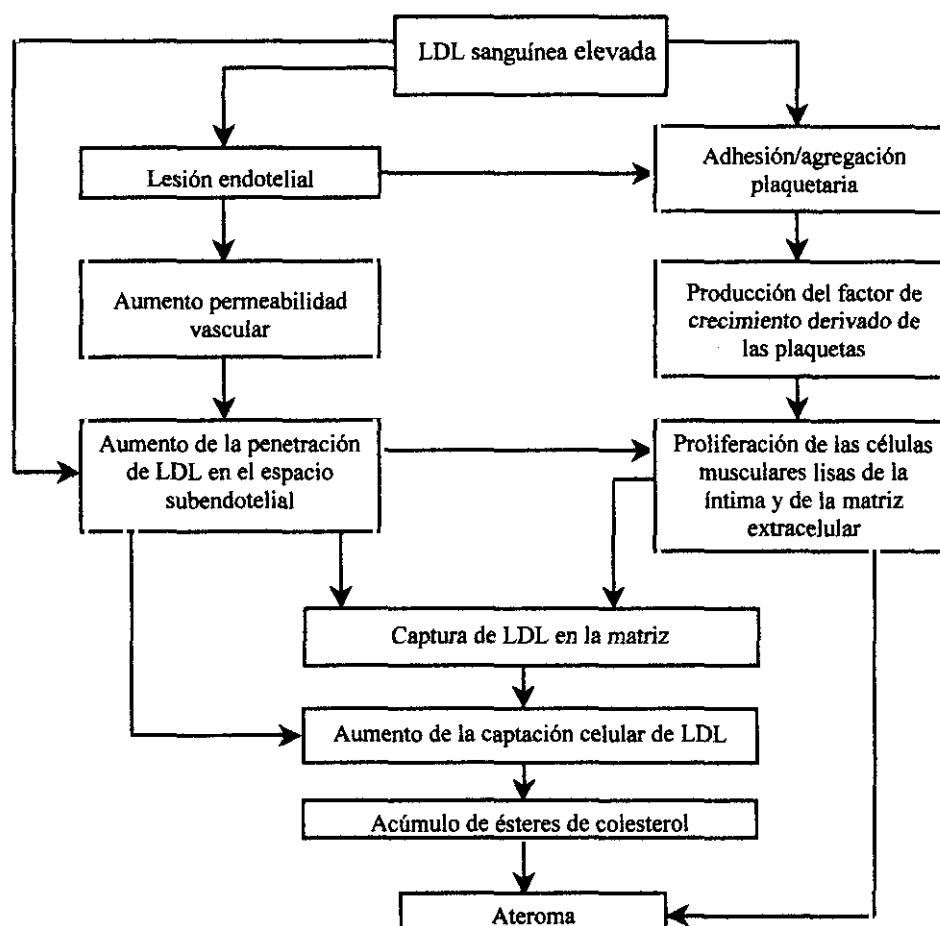 LDL sanguínea elevada
Lesión endotelial
Adhesión/agregación
plaquetaria
Aumento permeabilidad
vascular
Producción del factor de
crecimiento derivado de
las plaquetas
Aumento de la penetración
de LDL en el espacio
subendotelial
Proliferación de las células
musculares lisas de la
íntima y de la matriz
extracelular
Captura de LDL en la matriz
Aumento de la captación celular de LDL
Acúmulo de ésteres de colesterol
Ateroma